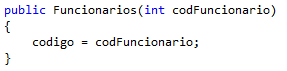 public Funcionarios(int codFuncionario)
{
    codigo = codFuncionario;
}